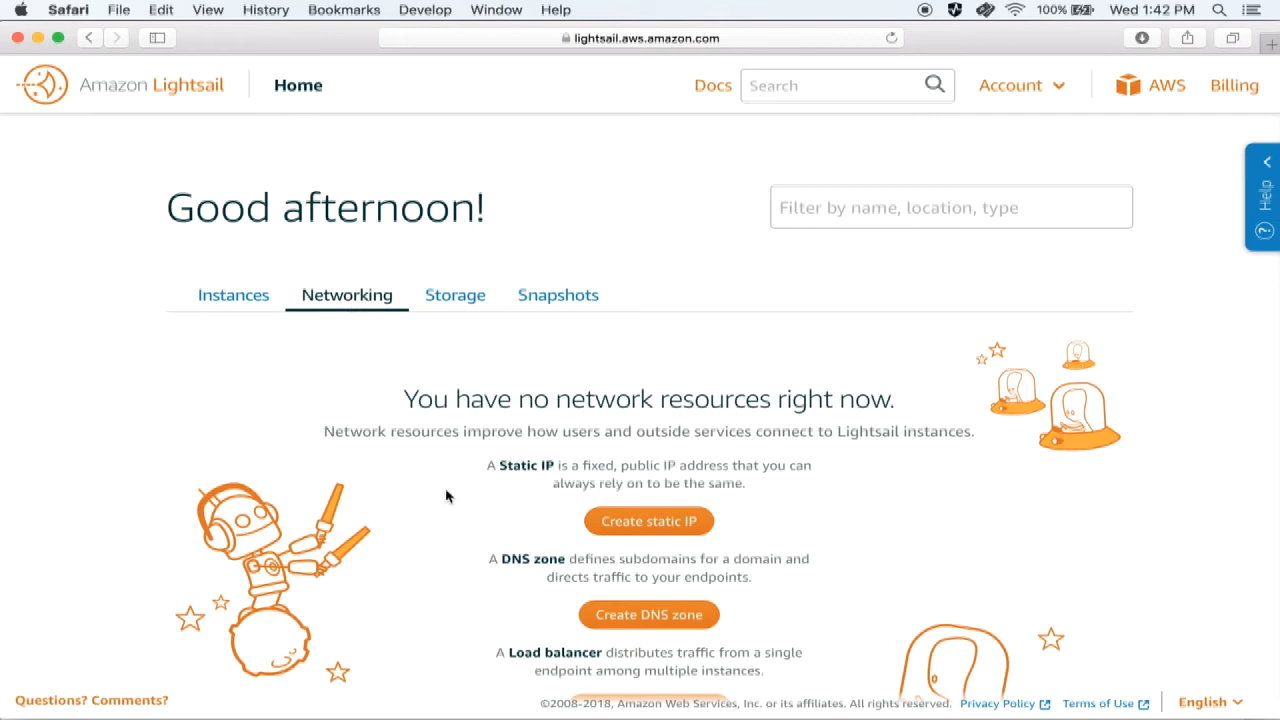 Safari File Edit View History Bookmarks Develop Window Help 100% Wed 1:42 PM
lightsail.aws.amazon.com
Amazon Lightsail Home Docs Search Account AWS Billing
Help
Good afternoon! Filter by name, location, type
Instances Networking Storage Snapshots
You have no network resources right now.
Network resources improve how users and outside services connect to Lightsail instances.
A Static IP is a fixed, public IP address that you can
always rely on to be the same.
Create static IP
A DNS zone defines subdomains for a domain and
directs traffic to your endpoints.
Create DNS zone
A Load balancer distributes traffic from a single
endpoint among multiple instances.
Questions? Comments? ©2008-2018, Amazon Web Services, Inc. or its affiliates. All rights reserved. Privacy Policy Terms of Use English